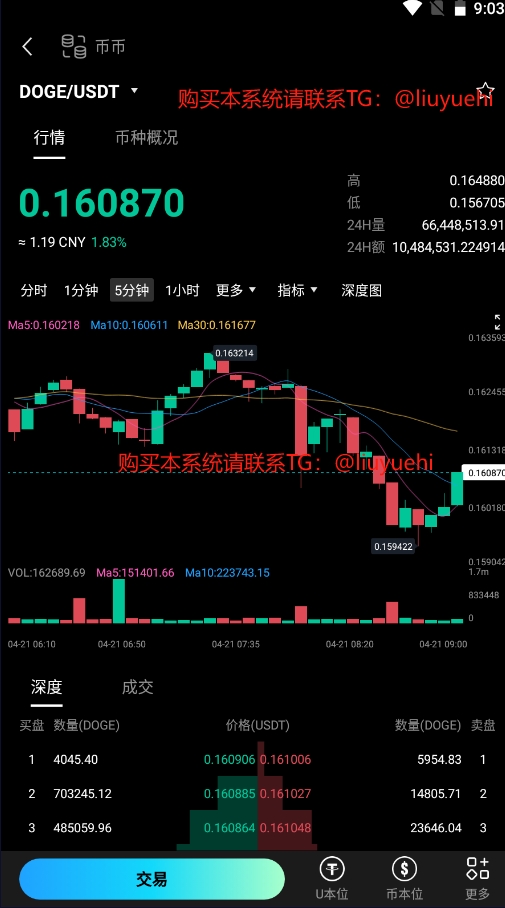 9:03
币币
DOGE/USDT
购买本系统请联系TG：@liuyuehi
行情 币种概况
0.160870
≈ 1.19 CNY 1.83%
高 0.164880
低 0.156705
24H量 66,448,513.91
24H额 10,484,531.224914
分时 1分钟 5分钟 1小时 更多 指标 深度图
Ma5:0.160218 Ma10:0.160611 Ma30:0.161677
0.163593
0.163214
0.162455
0.161318
购买本系统请联系TG：@liuyuehi
0.160870
0.160180
0.159422
0.159042
VOL:162689.69 Ma5:151401.66 Ma10:223743.15
1.7m
833448
0
04-21 06:10 04-21 06:50 04-21 07:35 04-21 08:20 04-21 09:00
深度 成交
买盘 数量(DOGE) 价格(USDT) 数量(DOGE) 卖盘
1 4045.40 0.160906 0.161006 5954.83 1
2 703245.12 0.160885 0.161027 14805.71 2
3 485059.96 0.160864 0.161048 23646.04 3
交易
U本位 币本位 更多